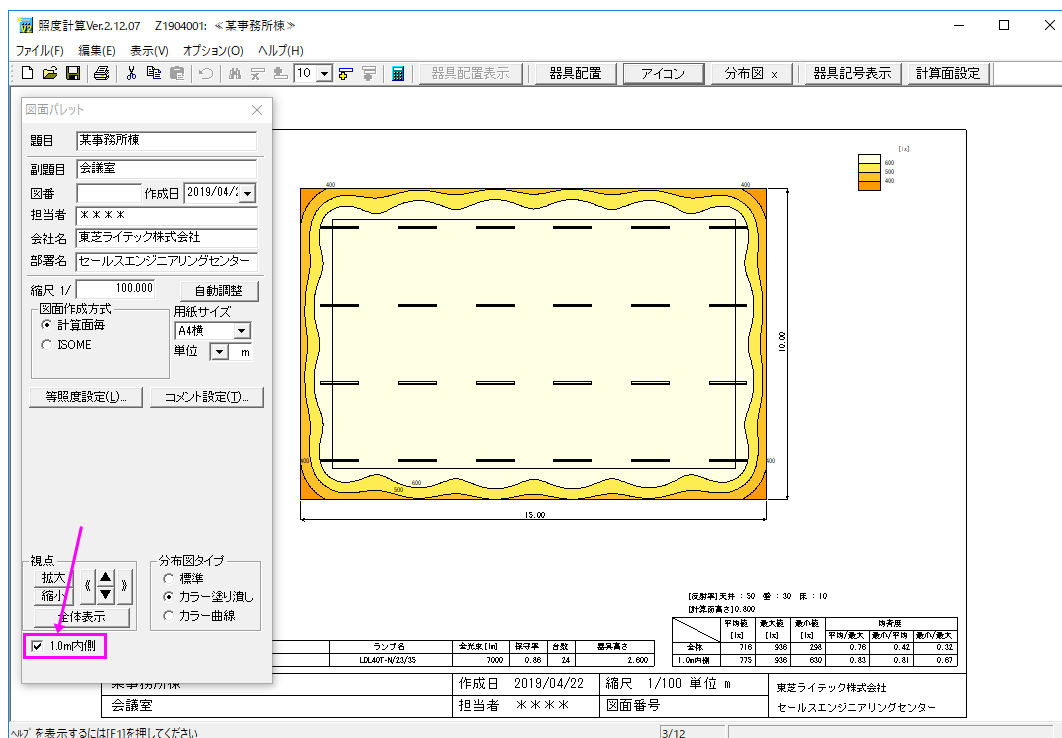 照度計算Ver.2.12.07 Z1904001: ≪某事務所棟≫
ファイル(F) 編集(E) 表示(V) オプション(O) ヘルプ(H)
10 器具配置表示 器具配置 アイコン 分布図 x 器具記号表示 計算面設定
図面パレット
題目 某事務所棟
副題目 会議室
図番 作成日 2019/04/2
担当者 ＊＊＊＊
会社名 東芝ライテック株式会社
部署名 セールスエンジニアリングセンター
縮尺 1/ 100.000 自動調整
図面作成方式 用紙サイズ
計算面毎 A4横
ISOME 単位 m
等照度設定(L)... コメント設定(T)...
視点 分布図タイプ
拡大 標準
縮小 カラー塗り潰し
全体表示 カラー曲線
《 ▲ ▼ 》
1.0m内側
[lx]
600
500
400
400 400
400 400
500 600
10.00
15.00
[反射率]天井 : 50 壁 : 30 床 : 10
[計算面高さ]0.800
平均値 最大値 最小値 均斉度
[lx] [lx] [lx] 平均/最大 最小/平均 最小/最大
全体 716 936 298 0.76 0.42 0.32
1.0m内側 775 936 630 0.83 0.81 0.67
ランプ名 全光束[lm] 保守率 台数 器具高さ
LDL40T・N/23/35 7000 0.86 24 2.600
某事務所棟 作成日 2019/04/22 縮尺 1/100 単位 m 東芝ライテック株式会社
会議室 担当者 ＊＊＊＊ 図面番号 セールスエンジニアリングセンター
ﾍﾙﾌﾟを表示するには[F1]を押してください 3/12